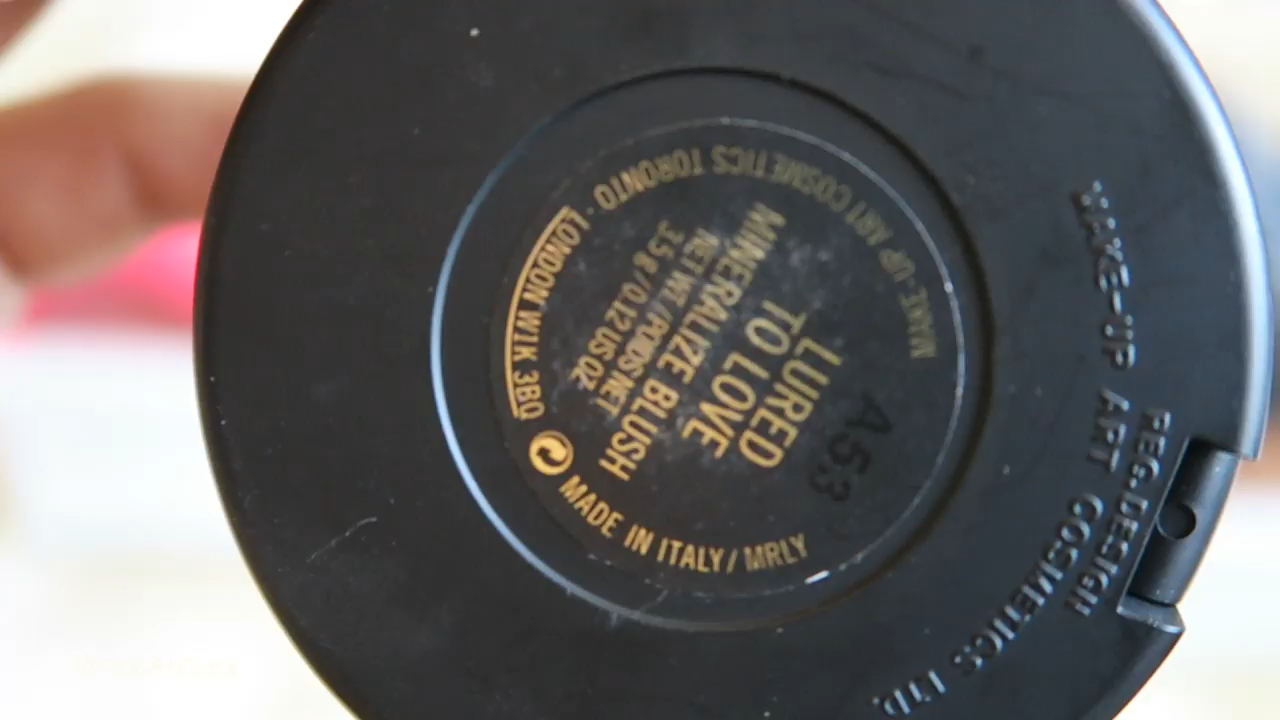 LURED
TO LOVE
MINERALIZE BLUSH
NET WT./POIDS NET
3.5 g/0.12 US OZ
MAKE-UP ART COSMETICS TORONTO · LONDON W1K 3BQ
MADE IN ITALY/MRLY
A53
REG.DESIGN
MAKE-UP ART COSMETICS LTD.